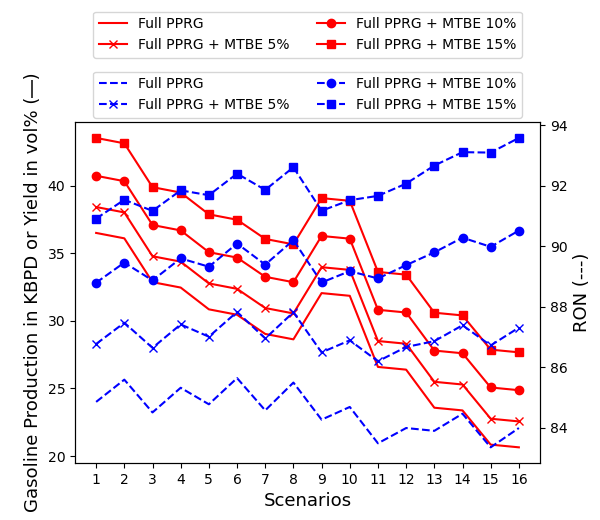 Full PPRG
Full PPRG + MTBE 5%
Full PPRG + MTBE 10%
Full PPRG + MTBE 15%
Full PPRG
Full PPRG + MTBE 5%
Full PPRG + MTBE 10%
Full PPRG + MTBE 15%
Gasoline Production in KBPD or Yield in vol% (—)
40
35
30
25
20
94
92
90
88
86
84
RON (---)
1 2 3 4 5 6 7 8 9 10 11 12 13 14 15 16
Scenarios